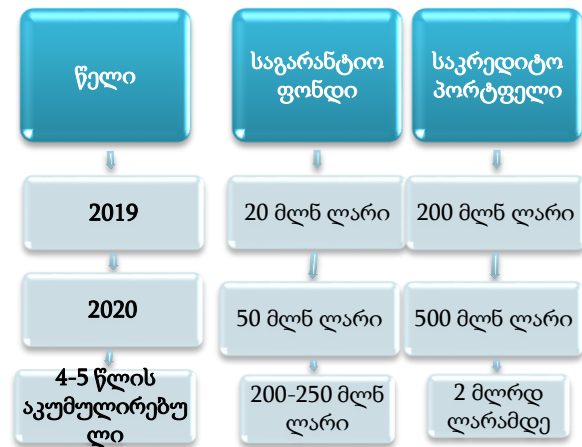 წელი
საგარანტიო
ფონდი
საკრედიტო
პორტფელი
2019
20 მლნ ლარი
200 მლნ ლარი
2020
50 მლნ ლარი
500 მლნ ლარი
4-5 წლის
აკუმულირებუ
ლი
200-250 მლნ
ლარი
2 მლრდ
ლარამდე